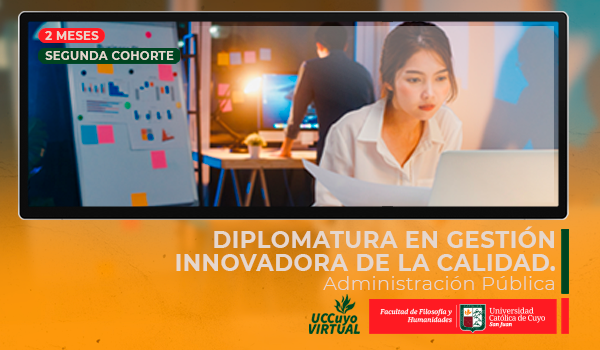 2 MESES
SEGUNDA COHORTE
DIPLOMATURA EN GESTIÓN
INNOVADORA DE LA CALIDAD.
Administración Pública
UCCuyo
VIRTUAL
Facultad de Filosofía y
Humanidades
Universidad
Católica de Cuyo
San Juan